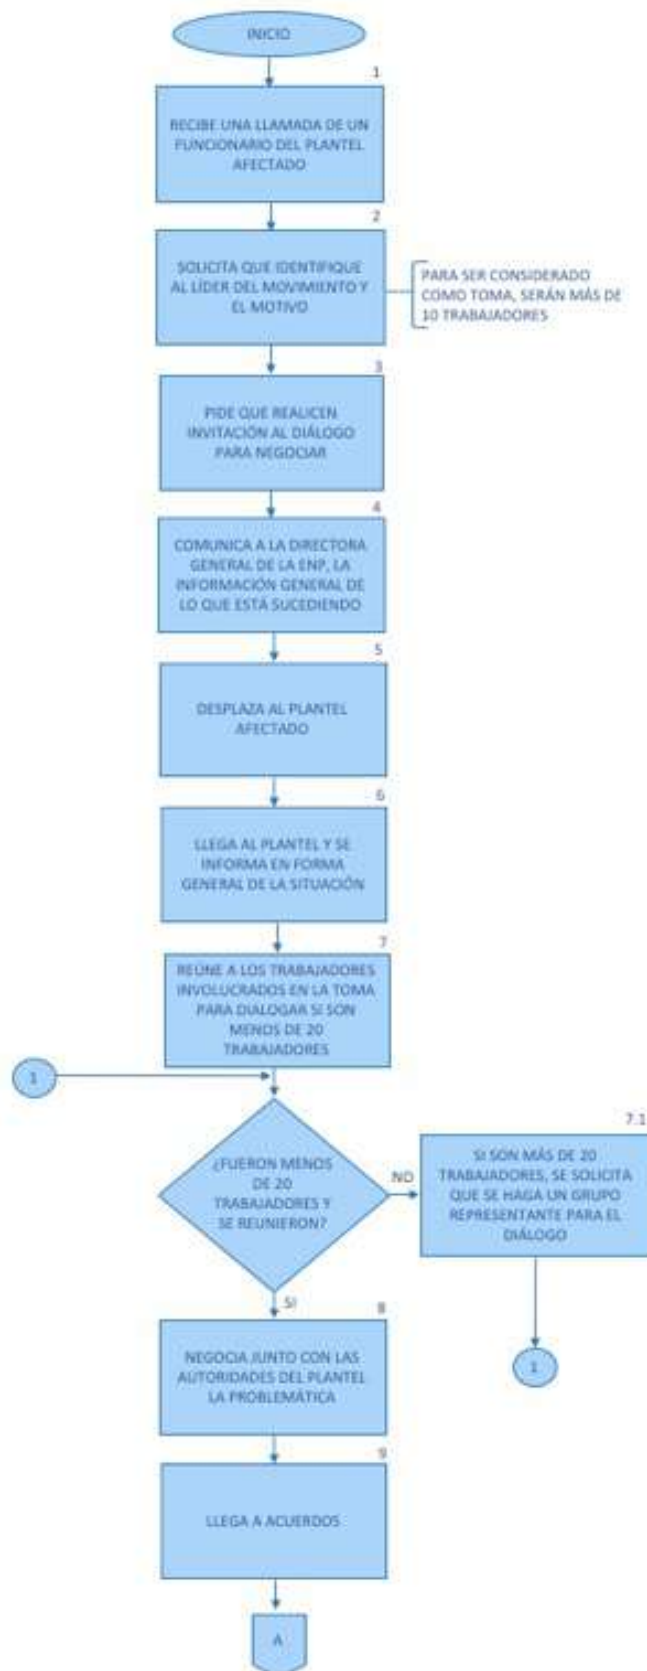 INICIO
1
RECIBE UNA LLAMADA DE UN
FUNCIONARIO DEL PLANTEL
AFECTADO
2
SOLICITA QUE IDENTIFIQUE
AL LÍDER DEL MOVIMIENTO Y
EL MOTIVO
PARA SER CONSIDERADO
COMO TOMA, SERÁN MÁS DE
10 TRABAJADORES
3
PIDE QUE REALICEN
INVITACIÓN AL DIÁLOGO
PARA NEGOCIAR
4
COMUNICA A LA DIRECTORA
GENERAL DE LA ENP, LA
INFORMACIÓN GENERAL DE
LO QUE ESTÁ SUCEDIENDO
5
DESPLAZA AL PLANTEL
AFECTADO
6
LLEGA AL PLANTEL Y SE
INFORMA EN FORMA
GENERAL DE LA SITUACIÓN
7
REÚNE A LOS TRABAJADORES
INVOLUCRADOS EN LA TOMA
PARA DIALOGAR SI SON
MENOS DE 20
TRABAJADORES
1
¿FUERON MENOS
DE 20
TRABAJADORES Y
SE REUNIERON?
NO
7.1
SI SON MÁS DE 20
TRABAJADORES, SE SOLICITA
QUE SE HAGA UN GRUPO
REPRESENTANTE PARA EL
DIÁLOGO
1
SI
8
NEGOCIA JUNTO CON LAS
AUTORIDADES DEL PLANTEL
LA PROBLEMÁTICA
9
LLEGA A ACUERDOS
A